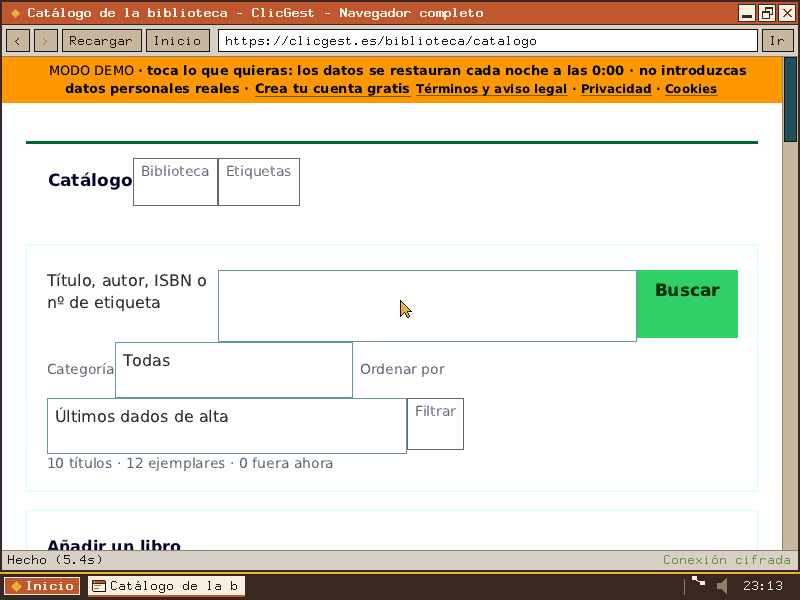 Catálogo de la biblioteca - ClicGest - Navegador completo
Recargar Inicio https://clicgest.es/biblioteca/catalogo Ir
MODO DEMO · toca lo que quieras: los datos se restauran cada noche a las 0:00 · no introduzcas
datos personales reales · Crea tu cuenta gratis Términos y aviso legal · Privacidad · Cookies
Catálogo Biblioteca Etiquetas
Título, autor, ISBN o
nº de etiqueta
Buscar
Categoría Todas Ordenar por
Últimos dados de alta Filtrar
10 títulos · 12 ejemplares · 0 fuera ahora
Añadir un libro
Hecho (5.4s) Conexión cifrada
Inicio Catálogo de la b 23:13